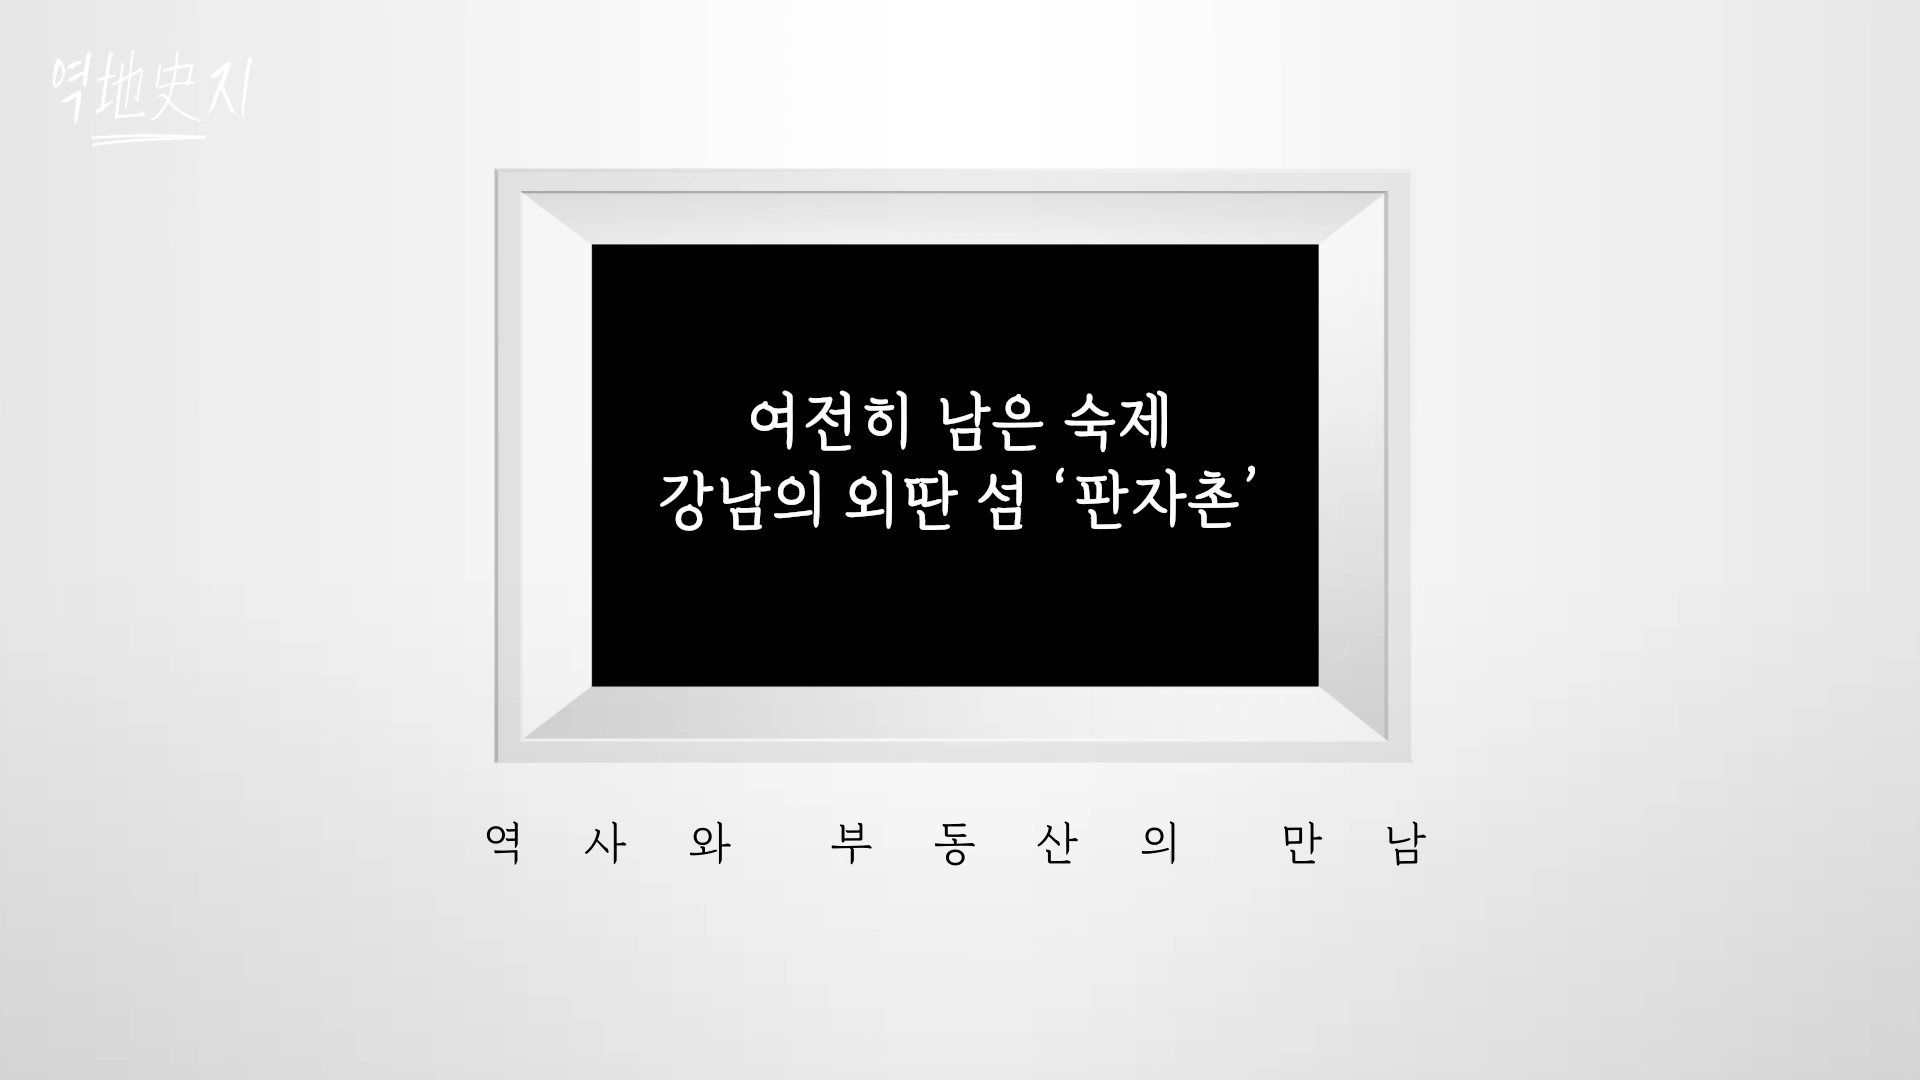 역地史지
여전히 남은 숙제
강남의 외딴 섬 ‘판자촌’
역사와 부동산의 만남